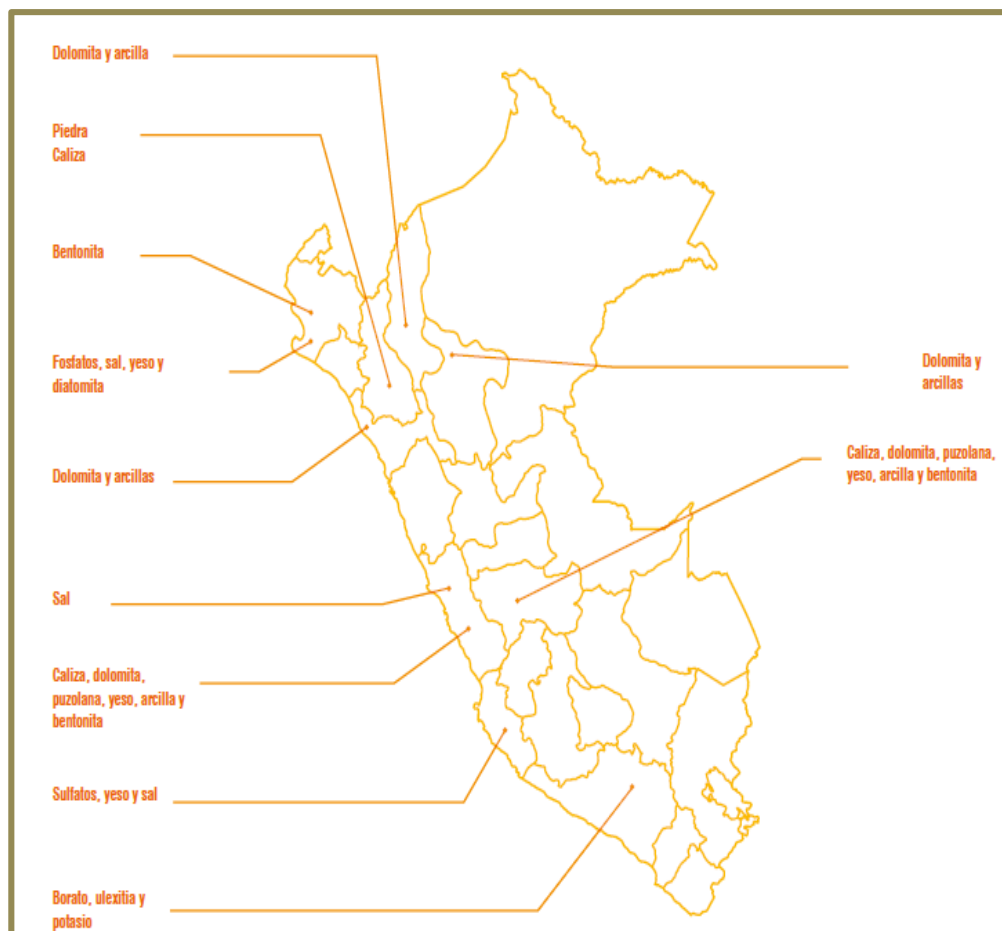 Dolomita y arcilla
Piedra
Caliza
Bentonita
Fosfatos, sal, yeso y
diatomita
Dolomita y arcillas
Sal
Caliza, dolomita,
puzolana, yeso, arcilla y
bentonita
Sulfatos, yeso y sal
Borato, ulexitia y
potasio
Dolomita y
arcillas
Caliza, dolomita, puzolana,
yeso, arcilla y bentonita